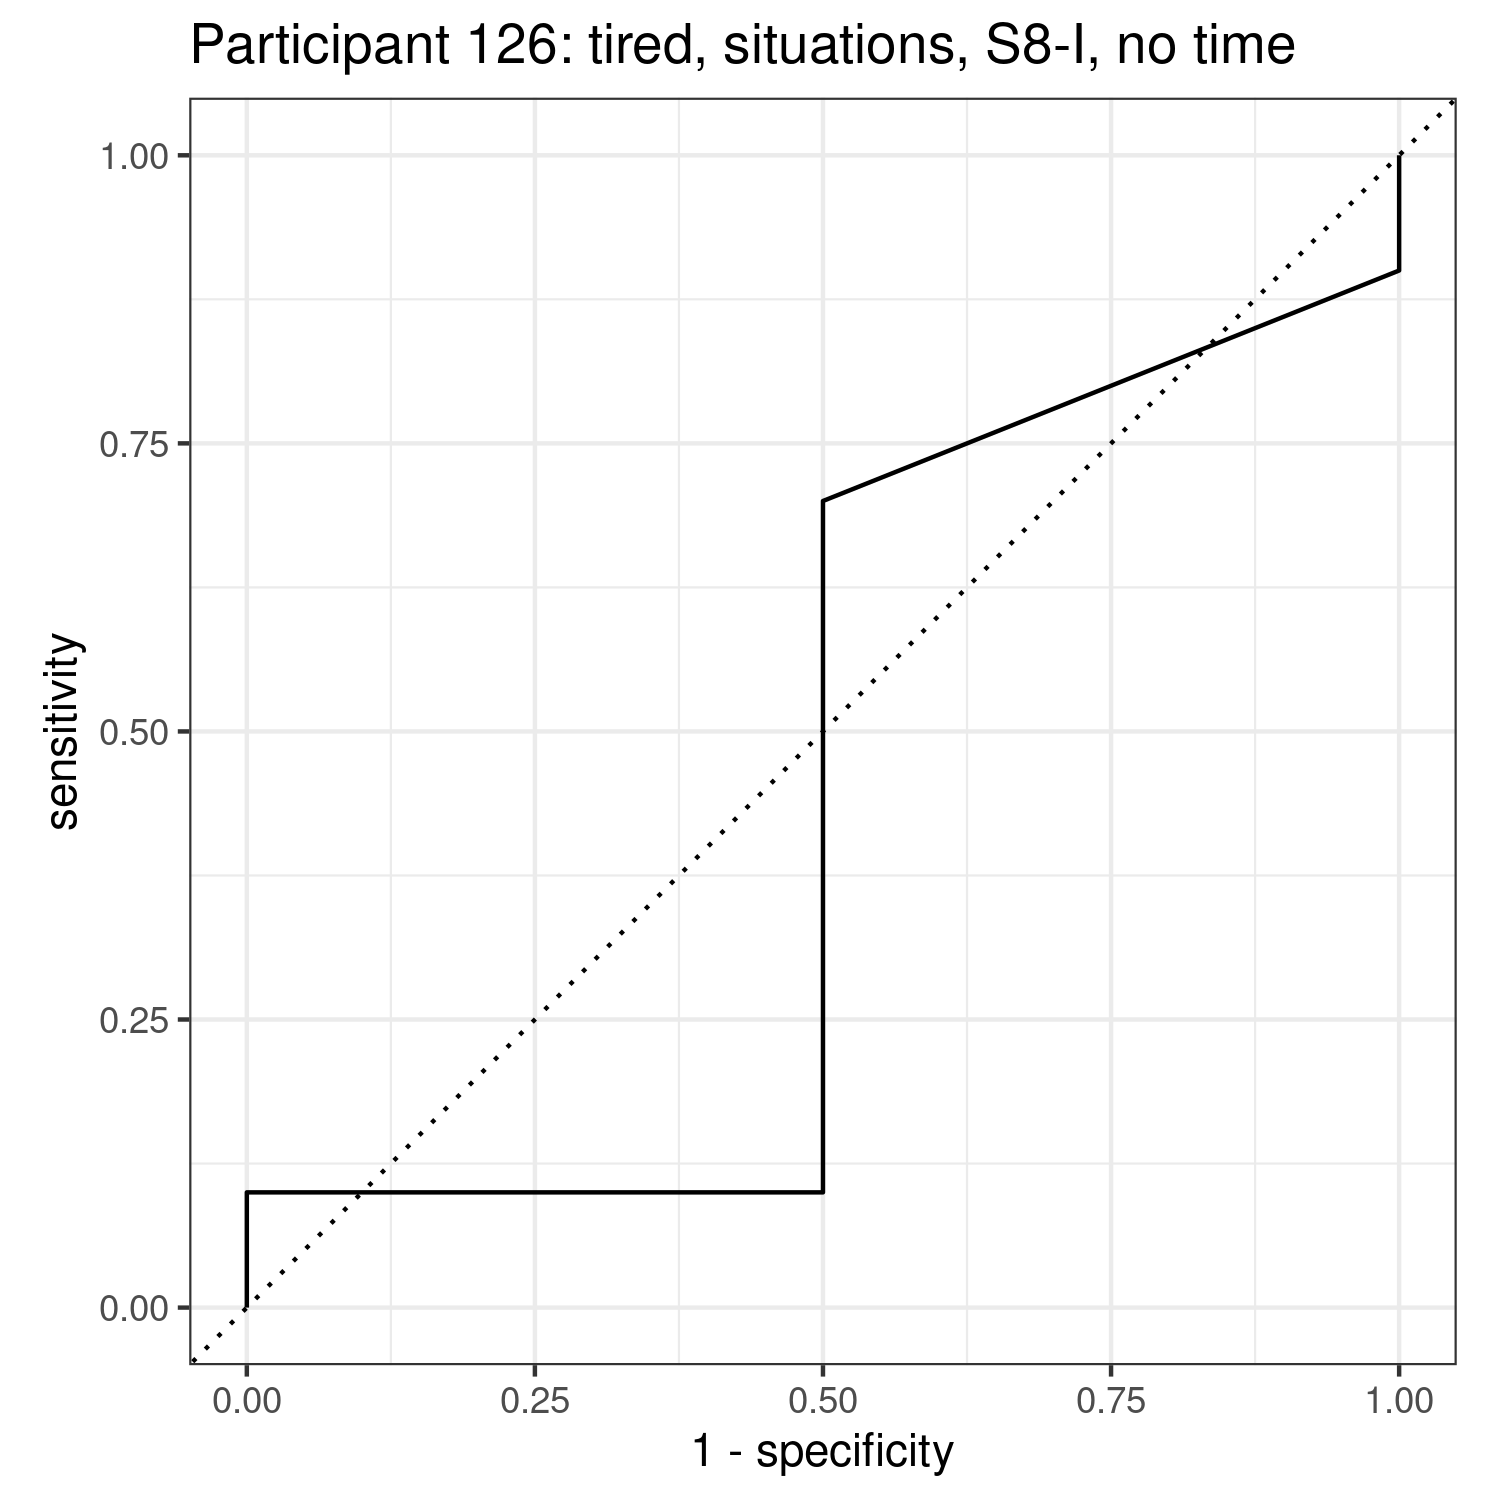 Participant 126: tired, situations, S8-I, no time
1.00
0.75
0.50
0.25
0.00
sensitivity
0.00 0.25 0.50 0.75 1.00
1 - specificity